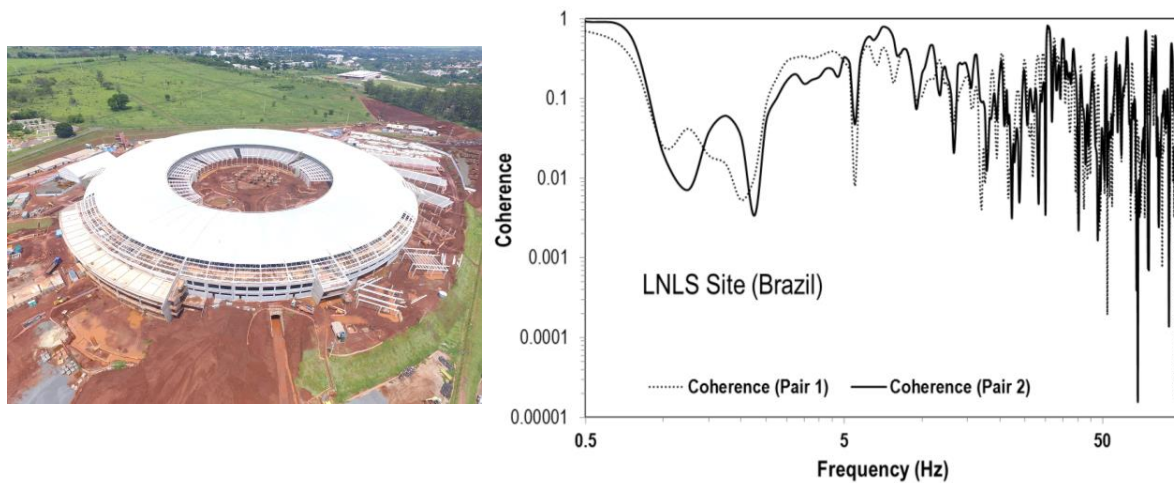 1
0.1
0.01
0.001
0.0001
0.00001
Coherence
LNLS Site (Brazil)
Coherence (Pair 1) Coherence (Pair 2)
0.5 5 50
Frequency (Hz)